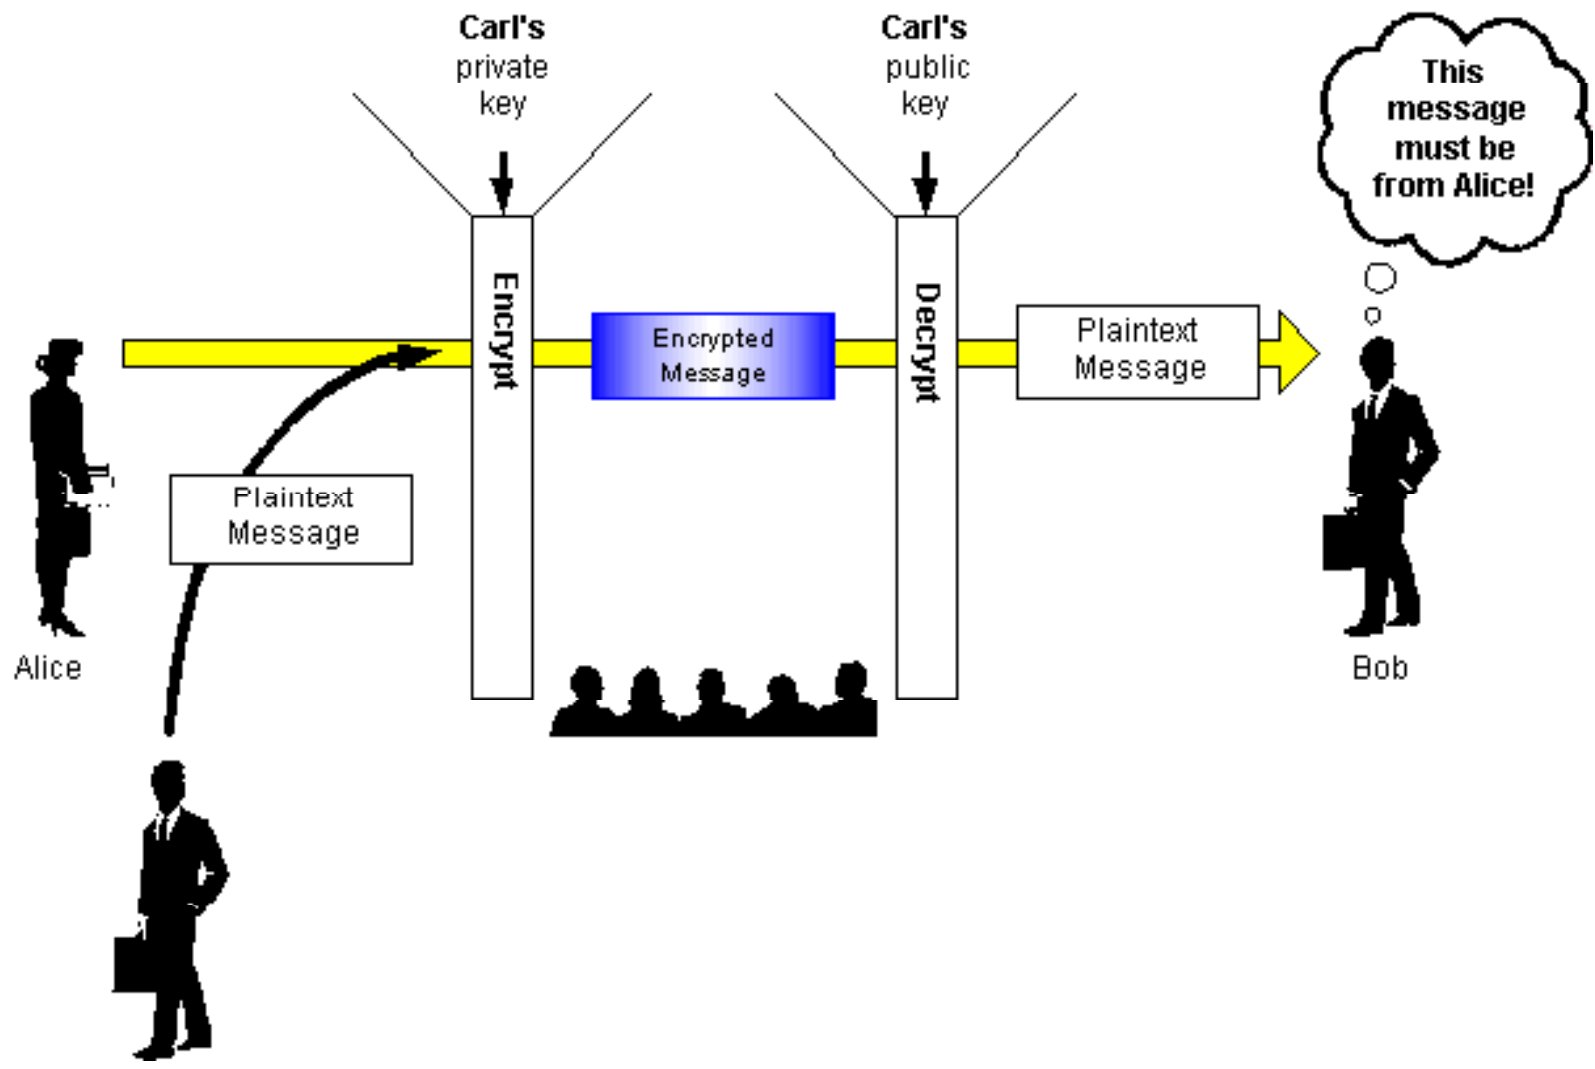 Carl's
private
key
Carl's
public
key
This
message
must be
from Alice!
Encrypt
Encrypted
Message
Decrypt
Plaintext
Message
Plaintext
Message
Alice
Bob